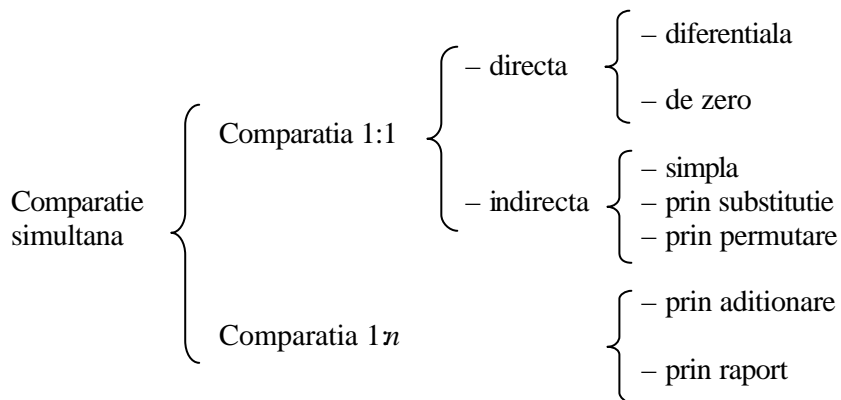 – diferentiala
– directa
– de zero
Comparatia 1:1
– simpla
– indirecta
– prin substitutie
– prin permutare
Comparatie
simultana
– prin aditionare
Comparatia 1:n
– prin raport